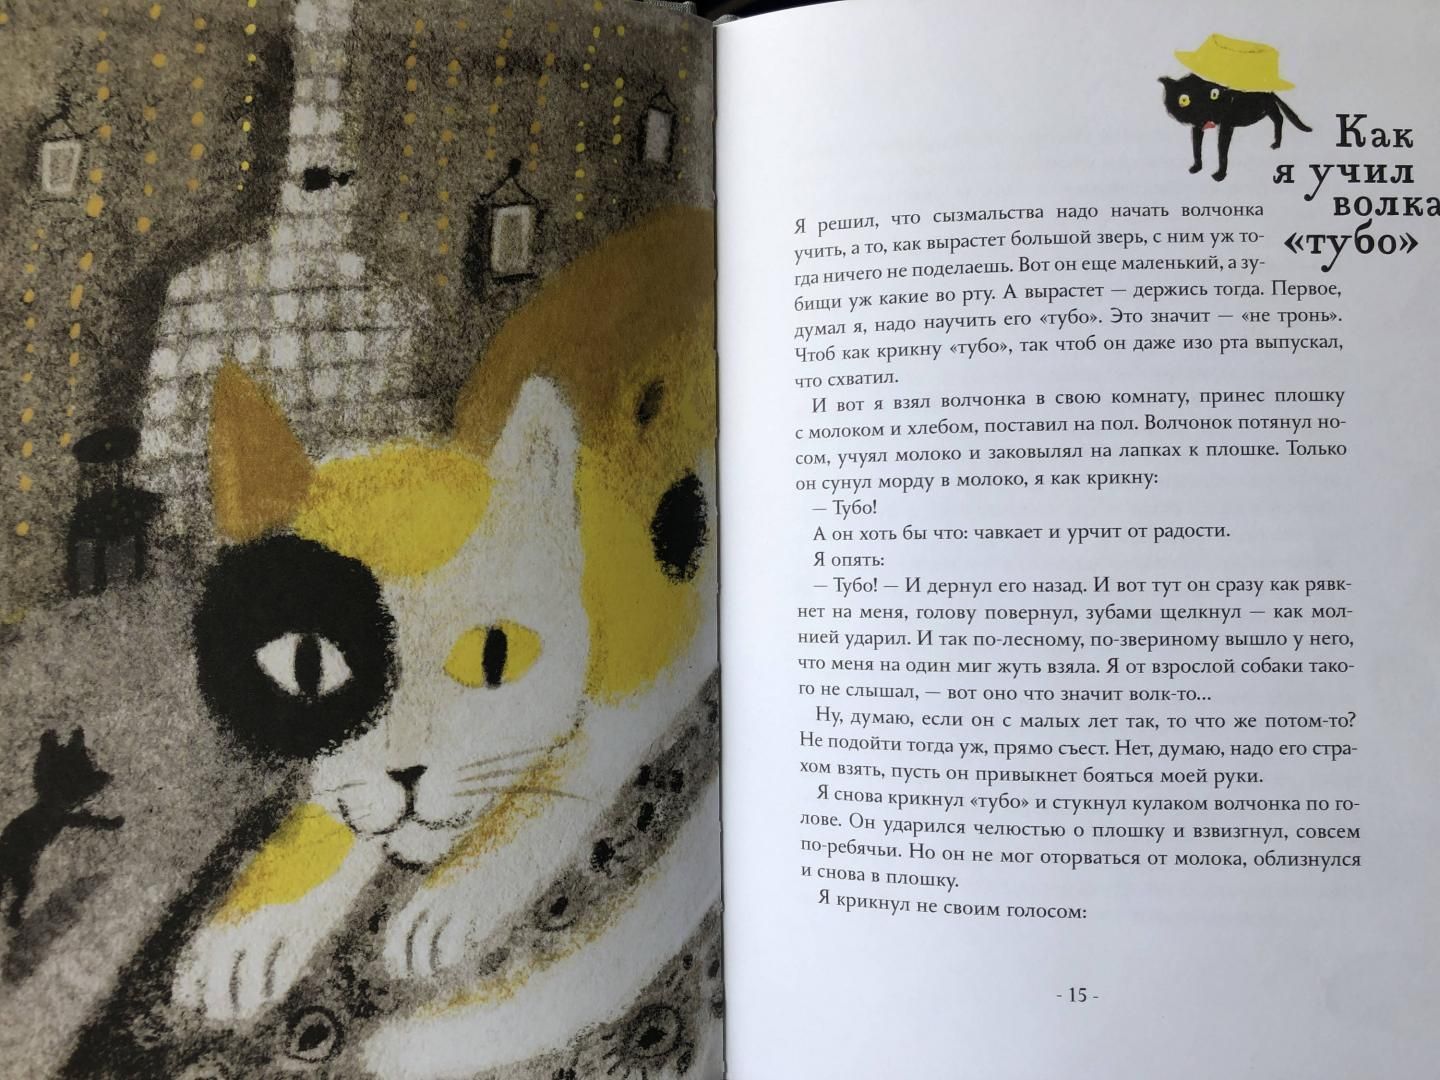 Как
я учил
волка
«тубо»
Я решил, что сызмальства надо начать волчонка
учить, а то, как вырастет большой зверь, с ним уж то-
гда ничего не поделаешь. Вот он еще маленький, а зу-
бищи уж какие во рту. А вырастет — держись тогда. Первое,
думал я, надо научить его «тубо». Это значит — «не тронь».
Чтоб как крикну «тубо», так чтоб он даже изо рта выпускал,
что схватил.
И вот я взял волчонка в свою комнату, принес плошку
с молоком и хлебом, поставил на пол. Волчонок потянул но-
сом, учуял молоко и заковылял на лапках к плошке. Только
он сунул морду в молоко, я как крикну:
— Тубо!
А он хоть бы что: чавкает и урчит от радости.
Я опять:
— Тубо! — И дернул его назад. И вот тут он сразу как рявк-
нет на меня, голову повернул, зубами щелкнул — как мол-
нией ударил. И так по-лесному, по-звериному вышло у него,
что меня на один миг жуть взяла. Я от взрослой собаки тако-
го не слышал, — вот оно что значит волк-то...
Ну, думаю, если он с малых лет так, то что же потом-то?
Не подойти тогда уж, прямо съест. Нет, думаю, надо его стра-
хом взять, пусть он привыкнет бояться моей руки.
Я снова крикнул «тубо» и стукнул кулаком волчонка по го-
лове. Он ударился челюстью о плошку и взвизгнул, совсем
по-ребячьи. Но он не мог оторваться от молока, облизнулся
и снова в плошку.
Я крикнул не своим голосом:
- 15 -